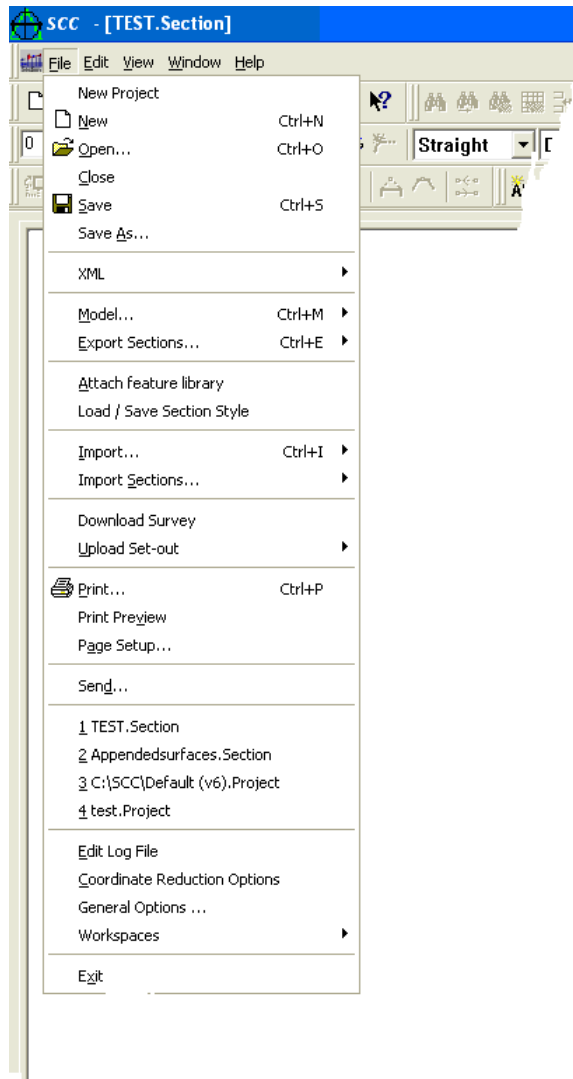 SCC - [TEST.Section]
File Edit View Window Help
New Project
New Ctrl+N
0
Open... Ctrl+O
Straight
Close
Save Ctrl+S
Save As...
XML
Model... Ctrl+M
Export Sections... Ctrl+E
Attach feature library
Load / Save Section Style
Import... Ctrl+I
Import Sections...
Download Survey
Upload Set-out
Print... Ctrl+P
Print Preview
Page Setup...
Send...
1 TEST.Section
2 Appendedsurfaces.Section
3 C:\SCC\Default (v6).Project
4 test.Project
Edit Log File
Coordinate Reduction Options
General Options ...
Workspaces
Exit